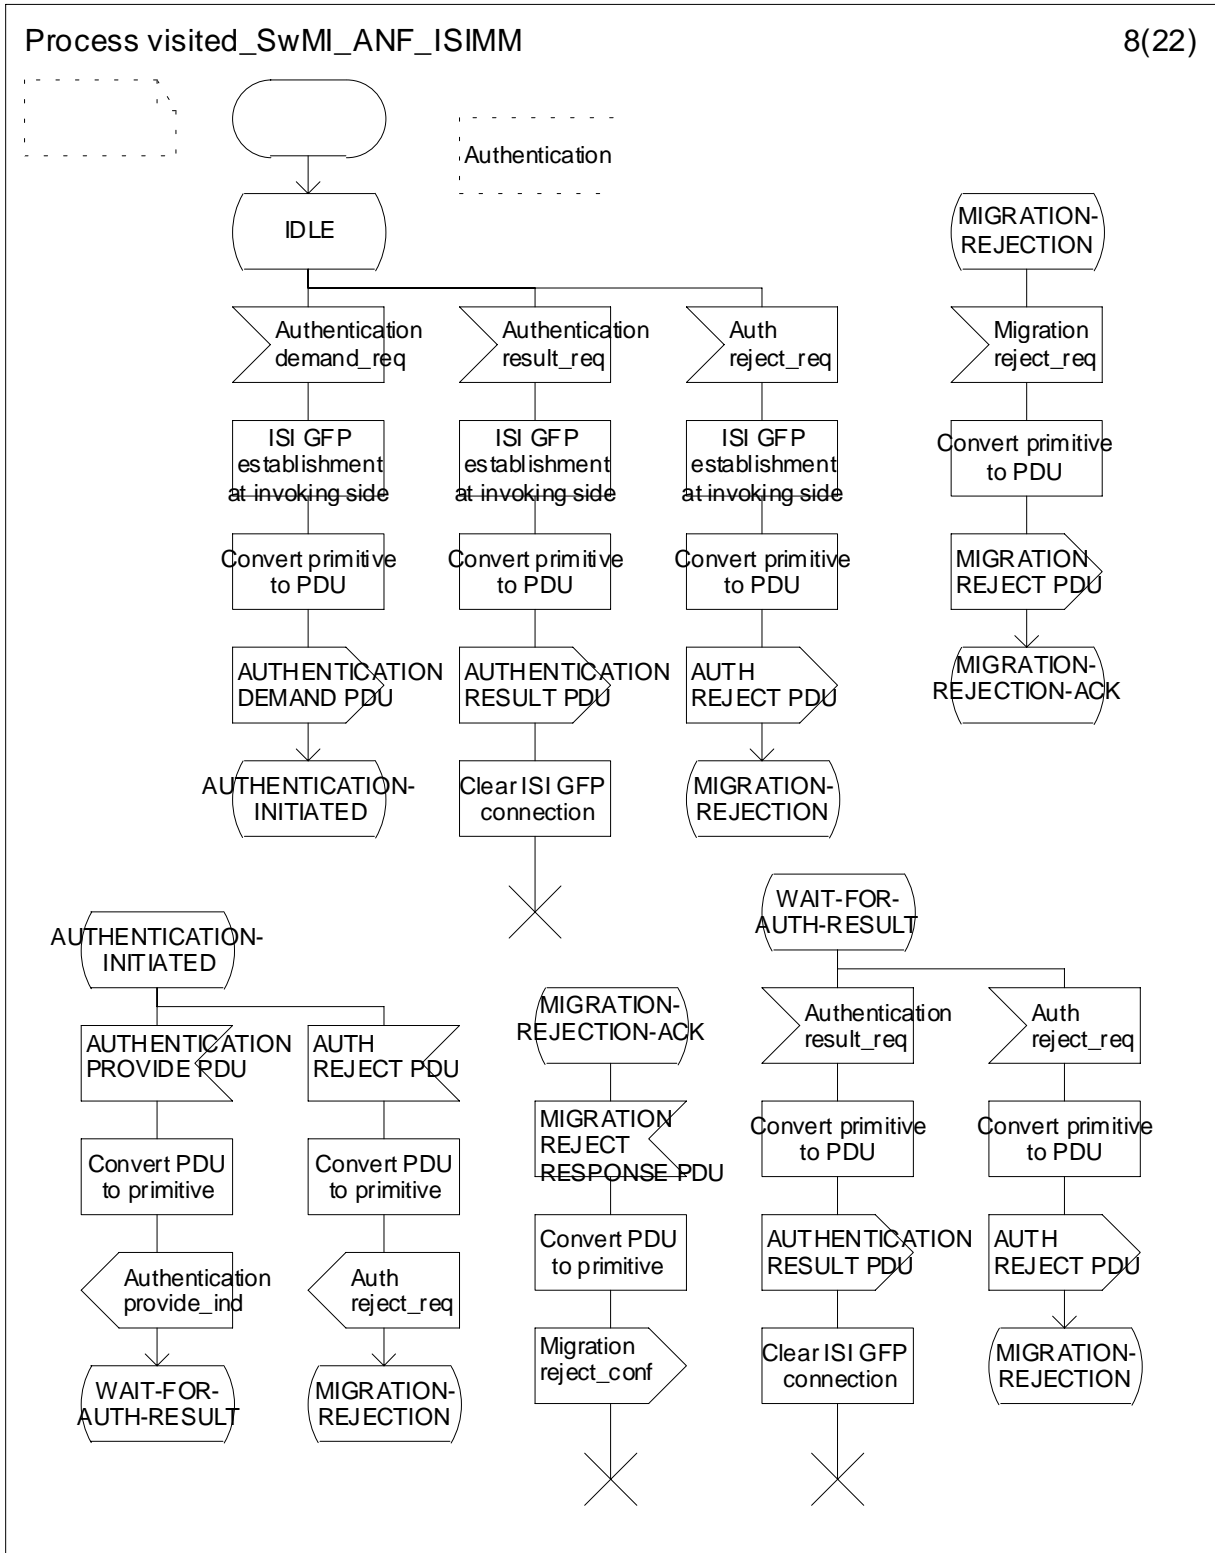 Process visited_SwMI_ANF_ISIMM
8(22)
Authentication
IDLE
MIGRATION-
REJECTION
Authentication
demand_req
Authentication
result_req
Auth
reject_req
Migration
reject_req
ISI GFP
establishment
at invoking side
ISI GFP
establishment
at invoking side
ISI GFP
establishment
at invoking side
Convert primitive
to PDU
Convert primitive
to PDU
Convert primitive
to PDU
Convert primitive
to PDU
MIGRATION
REJECT PDU
AUTHENTICATION
DEMAND PDU
AUTHENTICATION
RESULT PDU
AUTH
REJECT PDU
MIGRATION-
REJECTION-ACK
AUTHENTICATION-
INITIATED
Clear ISI GFP
connection
MIGRATION-
REJECTION
WAIT-FOR-
AUTH-RESULT
AUTHENTICATION-
INITIATED
MIGRATION-
REJECTION-ACK
Authentication
result_req
Auth
reject_req
AUTHENTICATION
PROVIDE PDU
AUTH
REJECT PDU
MIGRATION
REJECT
RESPONSE PDU
Convert primitive
to PDU
Convert primitive
to PDU
Convert PDU
to primitive
Convert PDU
to primitive
Convert PDU
to primitive
AUTHENTICATION
RESULT PDU
AUTH
REJECT PDU
Authentication
provide_ind
Auth
reject_req
Migration
reject_conf
Clear ISI GFP
connection
MIGRATION-
REJECTION
WAIT-FOR-
AUTH-RESULT
MIGRATION-
REJECTION